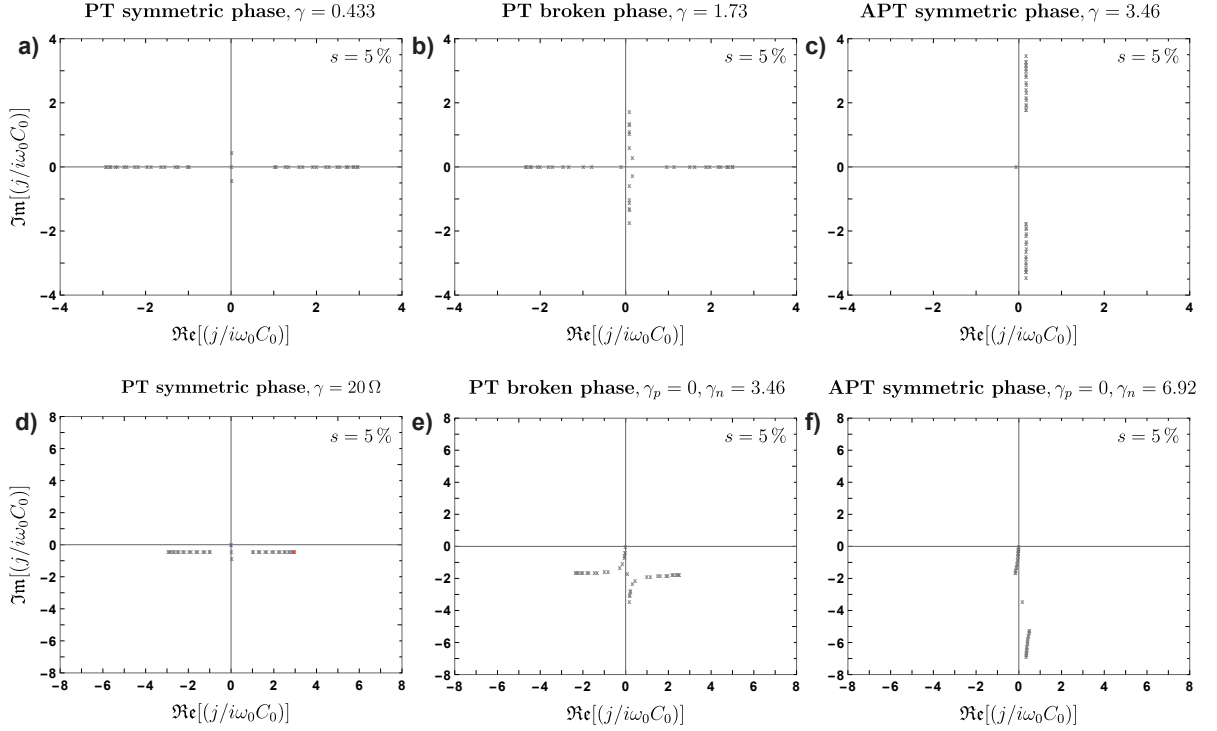 PT symmetric phase, γ = 0.433
PT broken phase, γ = 1.73
APT symmetric phase, γ = 3.46
a)
b)
c)
s = 5 %
s = 5 %
s = 5 %
4
2
0
−2
−4
4
2
0
−2
−4
4
2
0
−2
−4
−4 −2 0 2 4
−4 −2 0 2 4
−4 −2 0 2 4
ℑm[(j/iω₀C₀)]
ℜe[(j/iω₀C₀)]
ℜe[(j/iω₀C₀)]
ℜe[(j/iω₀C₀)]
PT symmetric phase, γ = 20 Ω
PT broken phase, γₚ = 0, γₙ = 3.46
APT symmetric phase, γₚ = 0, γₙ = 6.92
d)
e)
f)
s = 5 %
s = 5 %
s = 5 %
8
6
4
2
0
−2
−4
−6
−8
8
6
4
2
0
−2
−4
−6
−8
8
6
4
2
0
−2
−4
−6
−8
−8 −6 −4 −2 0 2 4 6 8
−8 −6 −4 −2 0 2 4 6 8
−8 −6 −4 −2 0 2 4 6 8
ℑm[(j/iω₀C₀)]
ℜe[(j/iω₀C₀)]
ℜe[(j/iω₀C₀)]
ℜe[(j/iω₀C₀)]